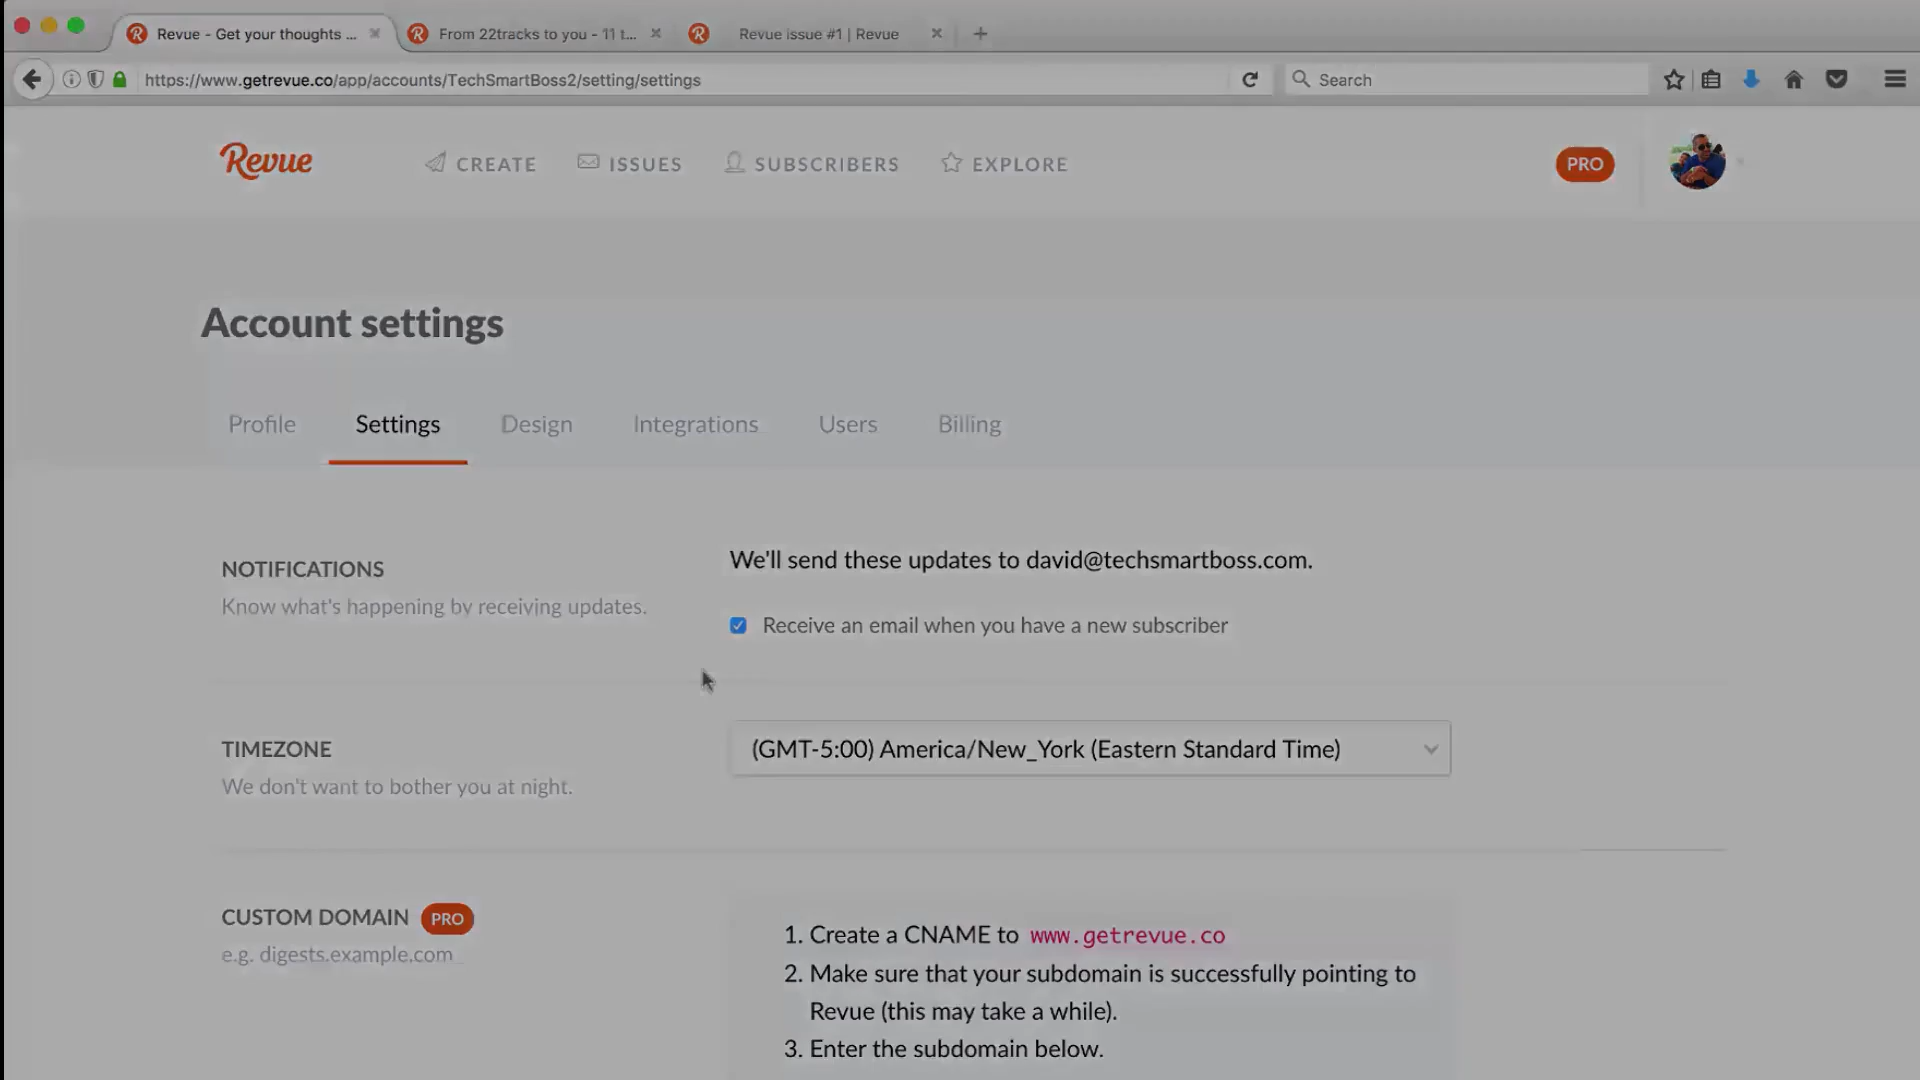 Revue - Get your thoughts ...
From 22tracks to you - 11 t...
Revue issue #1 | Revue
https://www.getrevue.co/app/accounts/TechSmartBoss2/setting/settings
Search
Revue
CREATE
ISSUES
SUBSCRIBERS
EXPLORE
PRO
Account settings
Profile
Settings
Design
Integrations
Users
Billing
NOTIFICATIONS
Know what's happening by receiving updates.
We'll send these updates to david@techsmartboss.com.
Receive an email when you have a new subscriber
TIMEZONE
We don't want to bother you at night.
(GMT-5:00) America/New_York (Eastern Standard Time)
CUSTOM DOMAIN PRO
e.g. digests.example.com
1. Create a CNAME to www.getrevue.co
2. Make sure that your subdomain is successfully pointing to
Revue (this may take a while).
3. Enter the subdomain below.